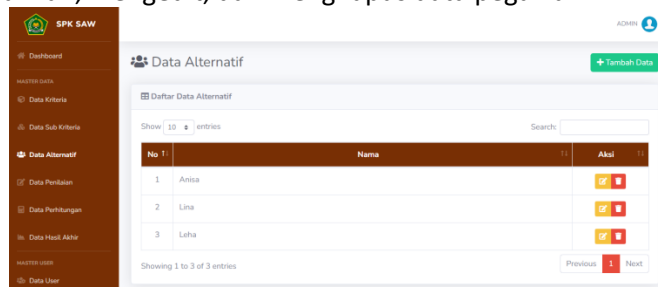 SPK SAW
ADMIN
Dashboard
MASTER DATA
Data Kriteria
Data Sub Kriteria
Data Alternatif
Data Penilaian
Data Perhitungan
Data Hasil Akhir
MASTER USER
Data User
Data Alternatif
+ Tambah Data
Daftar Data Alternatif
Show 10 entries
Search:
No Nama Aksi
1 Anisa
2 Lina
3 Leha
Showing 1 to 3 of 3 entries
Previous 1 Next